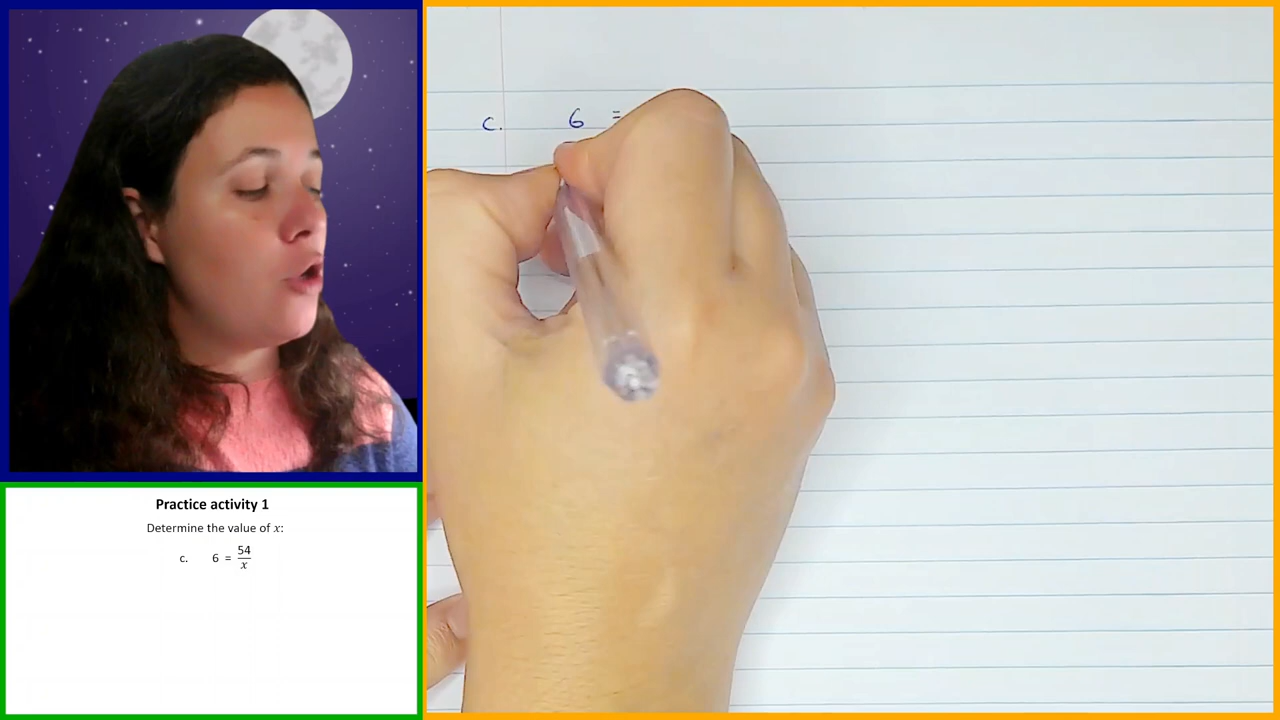 c. 6 =
Practice activity 1
Determine the value of x:
c. 6 = 54/x